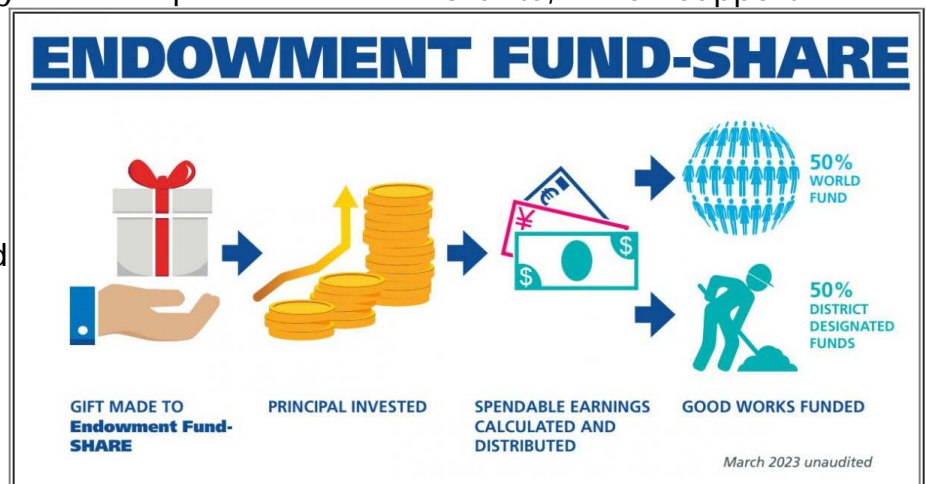 ENDOWMENT FUND-SHARE
50%
WORLD
FUND
¥
€
$
$
50%
DISTRICT
DESIGNATED
FUNDS
GIFT MADE TO
Endowment Fund-
SHARE
PRINCIPAL INVESTED
SPENDABLE EARNINGS
CALCULATED AND
DISTRIBUTED
GOOD WORKS FUNDED
March 2023 unaudited